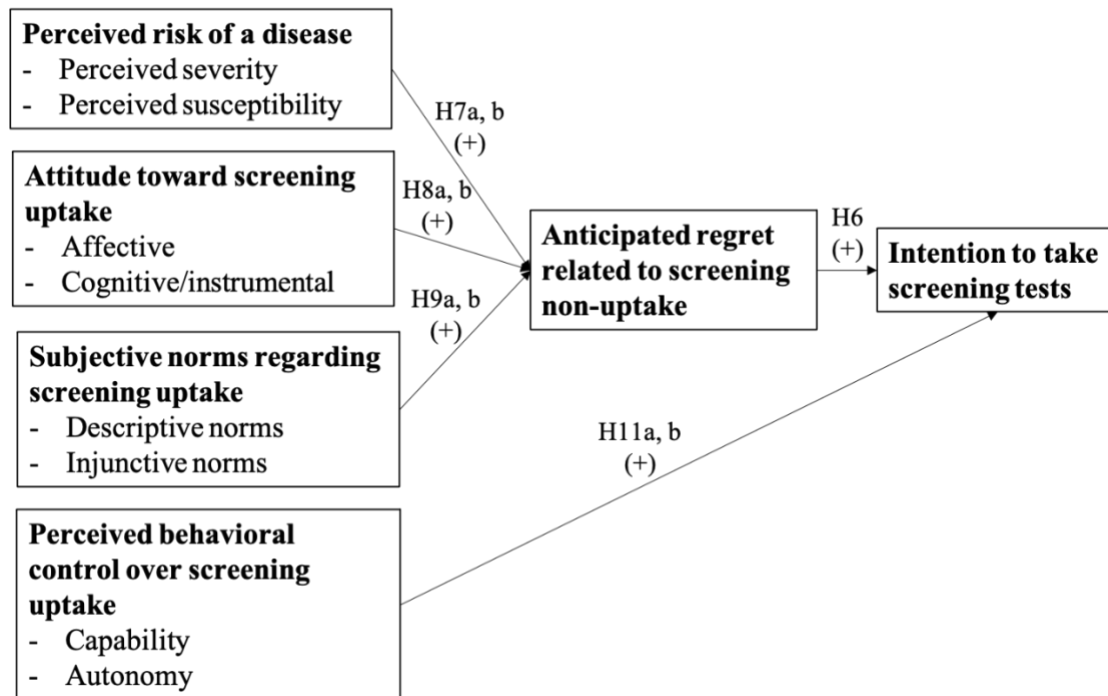 Perceived risk of a disease
- Perceived severity
- Perceived susceptibility
H7a, b
(+)
Attitude toward screening
uptake
- Affective
- Cognitive/instrumental
H8a, b
(+)
H9a, b
(+)
Subjective norms regarding
screening uptake
- Descriptive norms
- Injunctive norms
Perceived behavioral
control over screening
uptake
- Capability
- Autonomy
Anticipated regret
related to screening
non-uptake
H6
(+)
Intention to take
screening tests
H11a, b
(+)